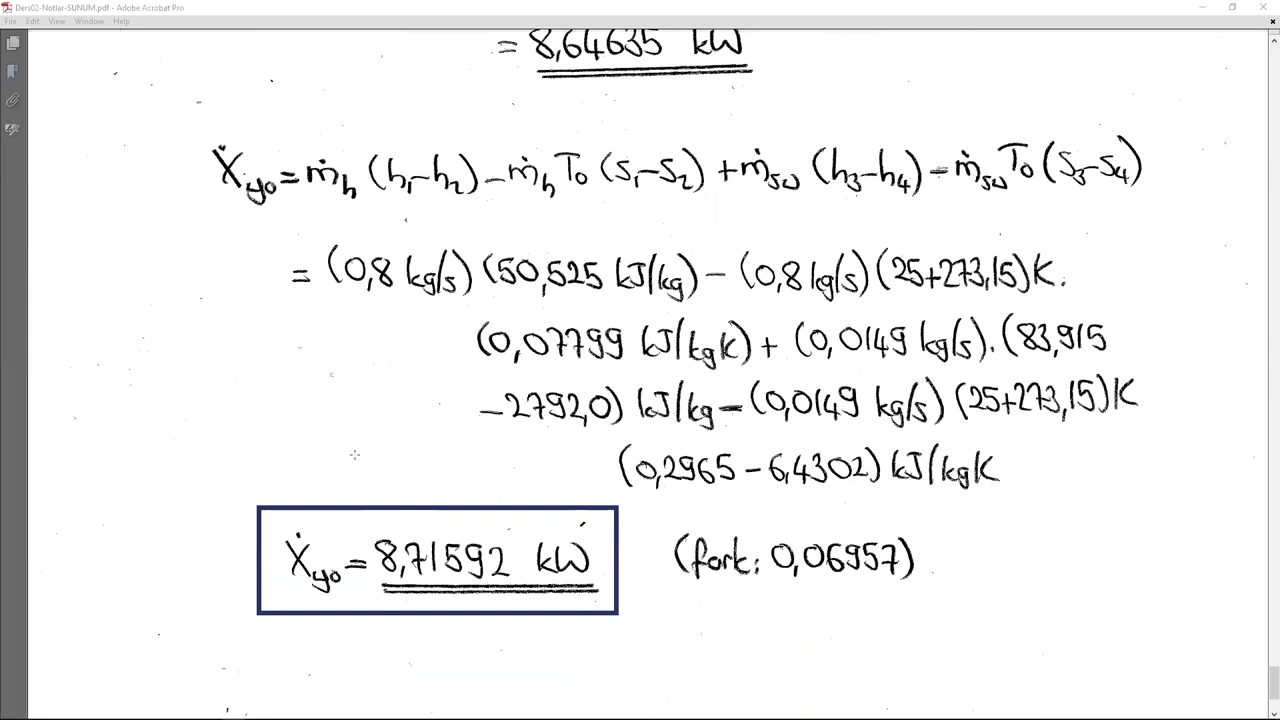 Ders02-Notlar-SUNUM.pdf - Adobe Acrobat Pro
File Edit View Window Help
= 8,64635 kW
Ẋyo = ṁh (h₁-h₂) - ṁh T₀ (s₁-s₂) + ṁsu (h₃-h₄) - ṁsu T₀ (s₃-s₄)
= (0,8 kg/s) (50,525 kJ/kg) - (0,8 kg/s) (25+273,15)K.
(0,07799 kJ/kgK) + (0,0149 kg/s). (83,915
-2792,0) kJ/kg - (0,0149 kg/s) (25+273,15)K
(0,2965 - 6,4302) kJ/kgK
Ẋyo = 8,71592 kW (fark: 0,06957)